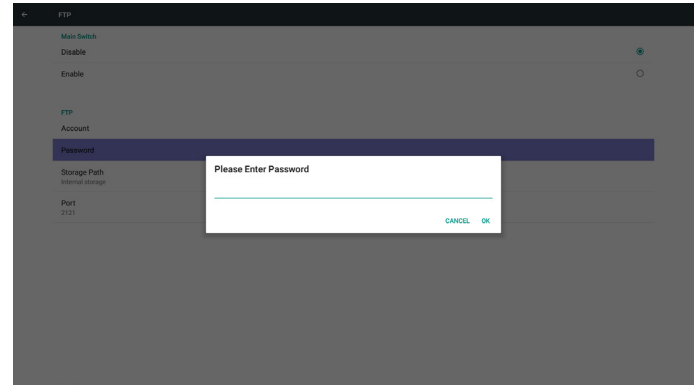 FTP
Main Switch
Disable
Enable
FTP
Account
Password
Storage Path
Internal storage
Port
2121
Please Enter Password
CANCEL OK